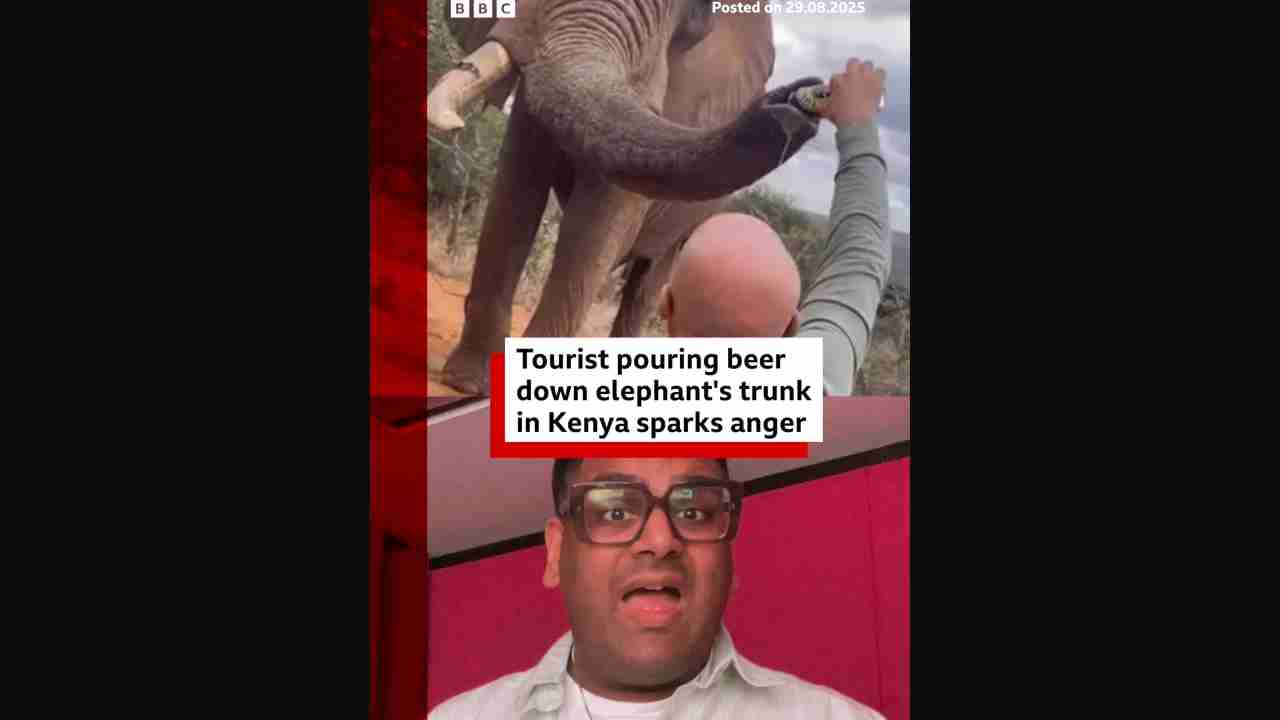 BBC
Posted on 29.08.2025
Tourist pouring beer
down elephant's trunk
in Kenya sparks anger